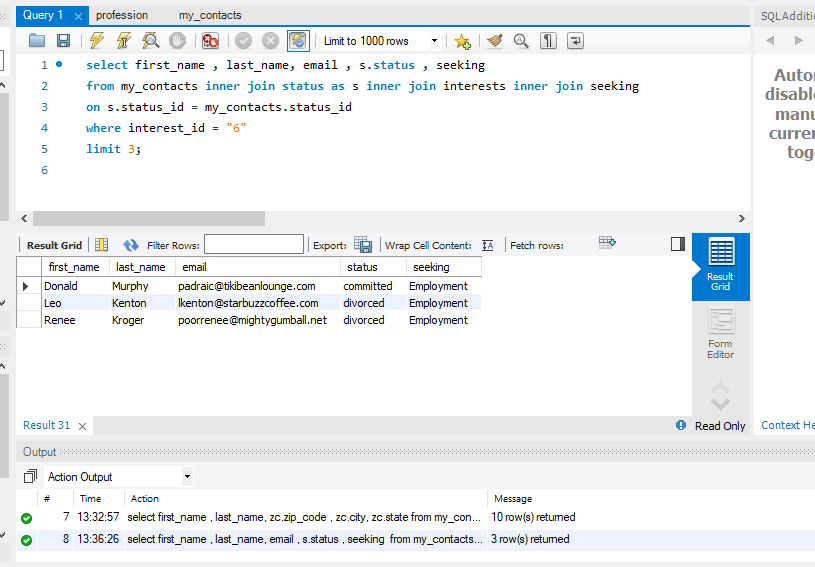 Query 1 × profession my_contacts
SQLAdditi
Limit to 1000 rows
Autor
disable
manu
currer
tog
1 select first_name , last_name, email , s.status , seeking
2 from my_contacts inner join status as s inner join interests inner join seeking
3 on s.status_id = my_contacts.status_id
4 where interest_id = "6"
5 limit 3;
6
Result Grid Filter Rows: Export: Wrap Cell Content: Fetch rows:
first_name last_name email status seeking
Donald Murphy padraic@tikibeanlounge.com committed Employment
Leo Kenton lkenton@starbuzzcoffee.com divorced Employment
Renee Kroger poorrenee@mightygumball.net divorced Employment
Result
Grid
Form
Editor
Result 31 × Read Only Context He
Output
Action Output
# Time Action Message
7 13:32:57 select first_name , last_name, zc.zip_code , zc.city, zc.state from my_con... 10 row(s) returned
8 13:36:26 select first_name , last_name, email , s.status , seeking from my_contacts... 3 row(s) returned